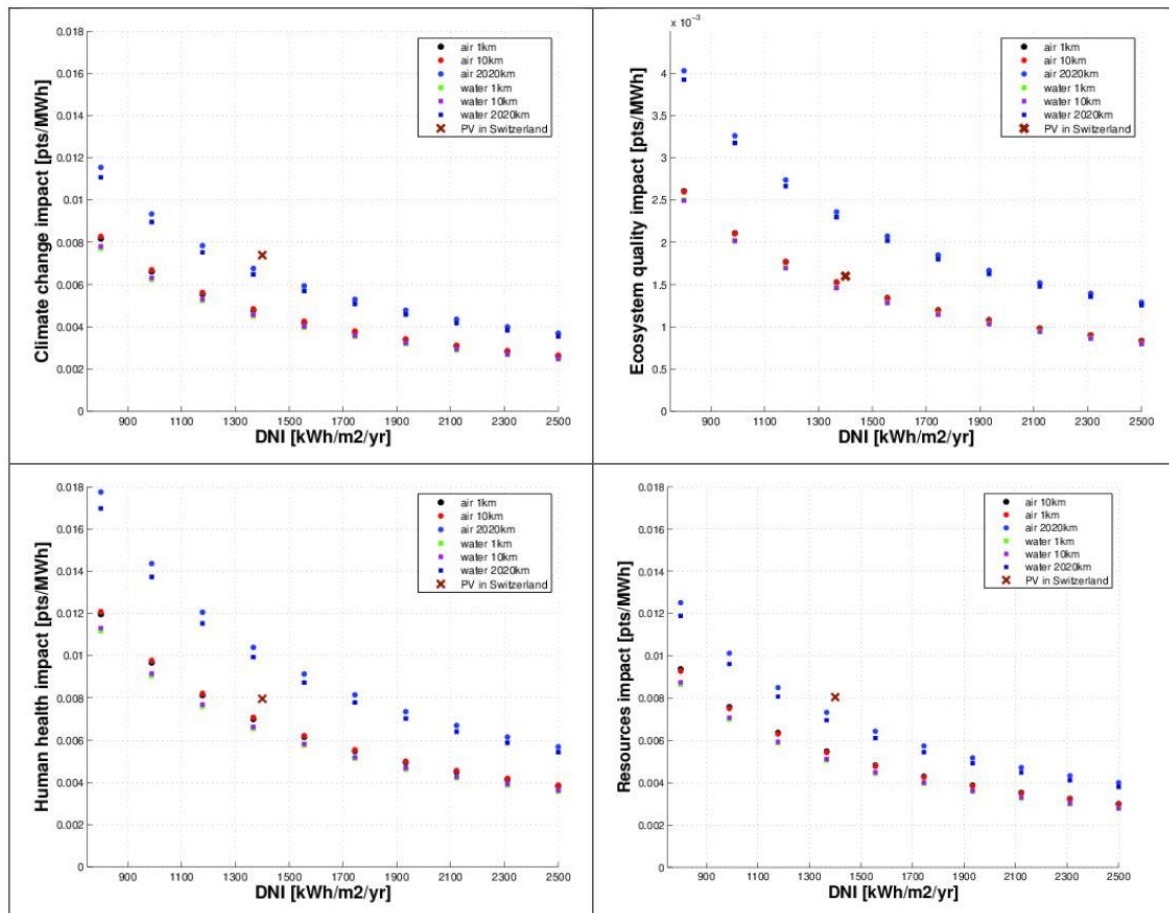 Climate change impact [pts/MWh]
0.018
0.016
0.014
0.012
0.01
0.008
0.006
0.004
0.002
0
air 1km
air 10km
air 2020km
water 1km
water 10km
water 2020km
PV in Switzerland
900 1100 1300 1500 1700 1900 2100 2300 2500
DNI [kWh/m2/yr]
Ecosystem quality impact [pts/MWh]
x 10⁻³
4
3.5
3
2.5
2
1.5
1
0.5
0
air 1km
air 10km
air 2020km
water 1km
water 10km
water 2020km
PV in Switzerland
900 1100 1300 1500 1700 1900 2100 2300 2500
DNI [kWh/m2/yr]
Human health impact [pts/MWh]
0.018
0.016
0.014
0.012
0.01
0.008
0.006
0.004
0.002
0
air 1km
air 10km
air 2020km
water 1km
water 10km
water 2020km
PV in Switzerland
900 1100 1300 1500 1700 1900 2100 2300 2500
DNI [kWh/m2/yr]
Resources impact [pts/MWh]
0.018
0.016
0.014
0.012
0.01
0.008
0.006
0.004
0.002
0
air 10km
air 1km
air 2020km
water 1km
water 10km
water 2020km
PV in Switzerland
900 1100 1300 1500 1700 1900 2100 2300 2500
DNI [kWh/m2/yr]